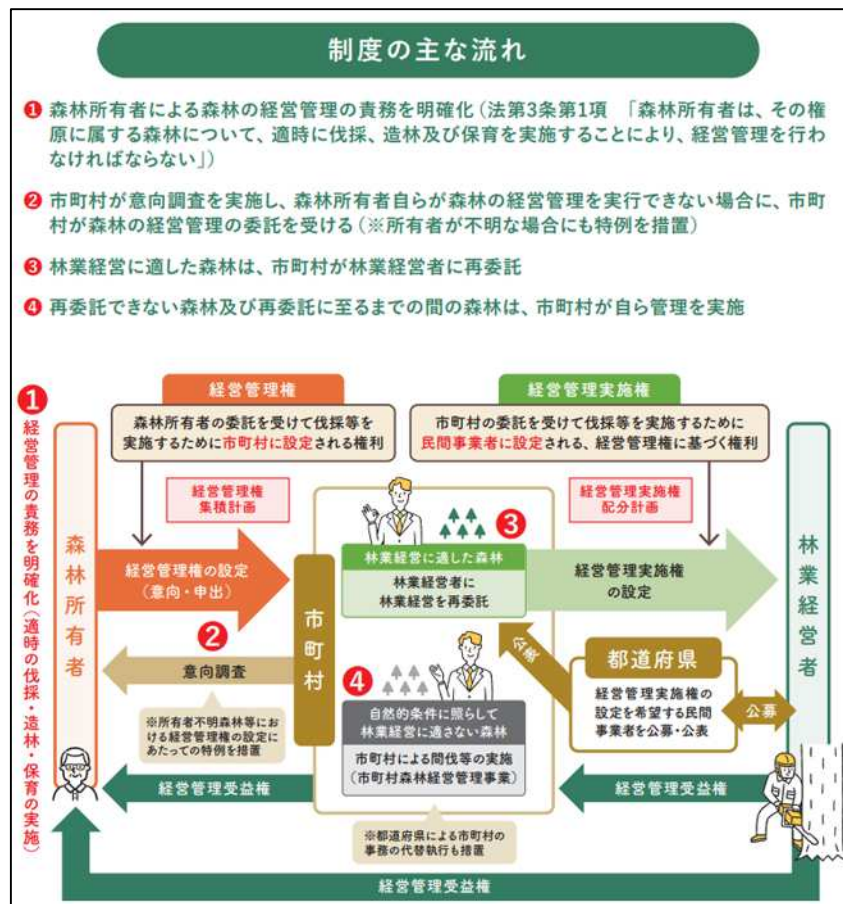 制度の主な流れ
❶ 森林所有者による森林の経営管理の責務を明確化（法第3条第1項　「森林所有者は、その権
原に属する森林について、適時に伐採、造林及び保育を実施することにより、経営管理を行わ
なければならない」）
❷ 市町村が意向調査を実施し、森林所有者自らが森林の経営管理を実行できない場合に、市町
村が森林の経営管理の委託を受ける（※所有者が不明な場合にも特例を措置）
❸ 林業経営に適した森林は、市町村が林業経営者に再委託
❹ 再委託できない森林及び再委託に至るまでの間の森林は、市町村が自ら管理を実施
❶
経営管理の責務を明確化（適時の伐採・造林・保育の実施）
森林所有者
経営管理権
森林所有者の委託を受けて伐採等を
実施するために市町村に設定される権利
経営管理権
集積計画
経営管理権の設定
（意向・申出）
❷
意向調査
※所有者不明森林等にお
ける経営管理権の設定に
あたっての特例を措置
経営管理受益権
市町村
❸
林業経営に適した森林
林業経営者に
林業経営を再委託
❹
自然的条件に照らして
林業経営に適さない森林
市町村による間伐等の実施
（市町村森林経営管理事業）
※都道府県による市町村の
事務の代替執行も措置
経営管理実施権
市町村の委託を受けて伐採等を実施するために
民間事業者に設定される、経営管理権に基づく権利
経営管理実施権
配分計画
経営管理実施権
の設定
都道府県
経営管理実施権の
設定を希望する民間
事業者を公募・公表
公募
経営管理受益権
林業経営者
経営管理受益権